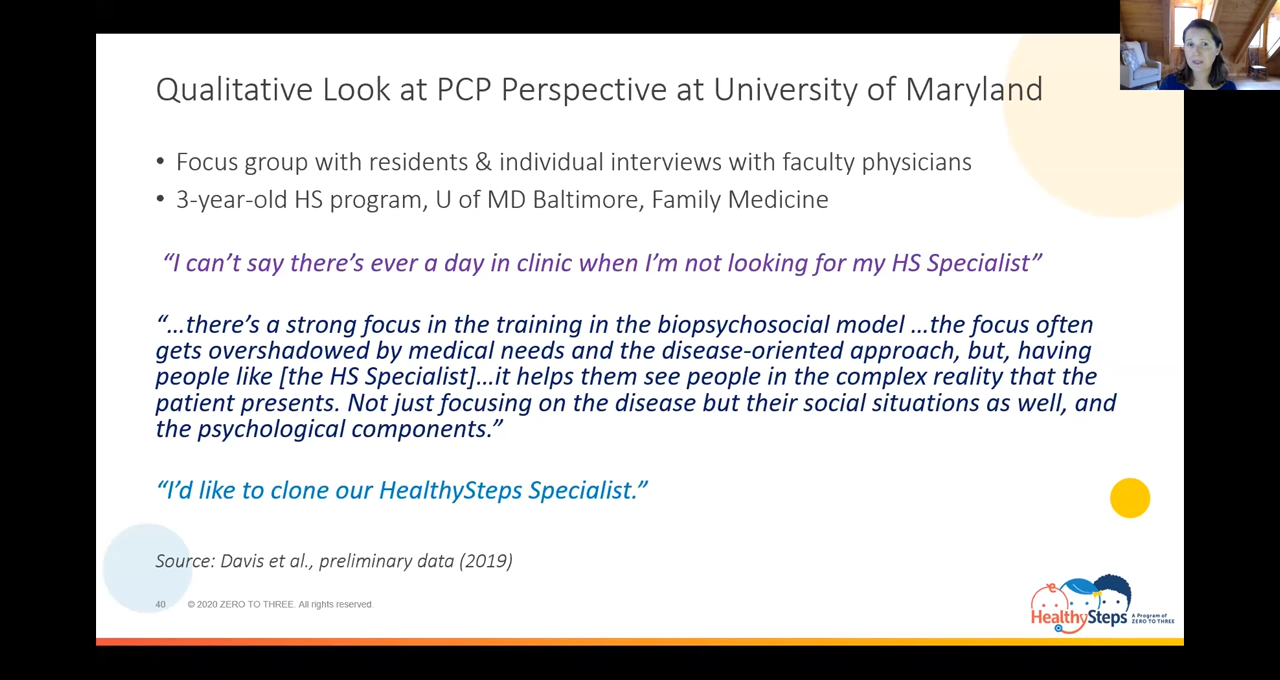 Qualitative Look at PCP Perspective at University of Maryland
• Focus group with residents & individual interviews with faculty physicians
• 3-year-old HS program, U of MD Baltimore, Family Medicine
“I can’t say there’s ever a day in clinic when I’m not looking for my HS Specialist”
“…there’s a strong focus in the training in the biopsychosocial model …the focus often
gets overshadowed by medical needs and the disease-oriented approach, but, having
people like [the HS Specialist]…it helps them see people in the complex reality that the
patient presents. Not just focusing on the disease but their social situations as well, and
the psychological components.”
“I’d like to clone our HealthySteps Specialist.”
Source: Davis et al., preliminary data (2019)
40 © 2020 ZERO TO THREE. All rights reserved.
HealthySteps
A Program of
ZERO TO THREE